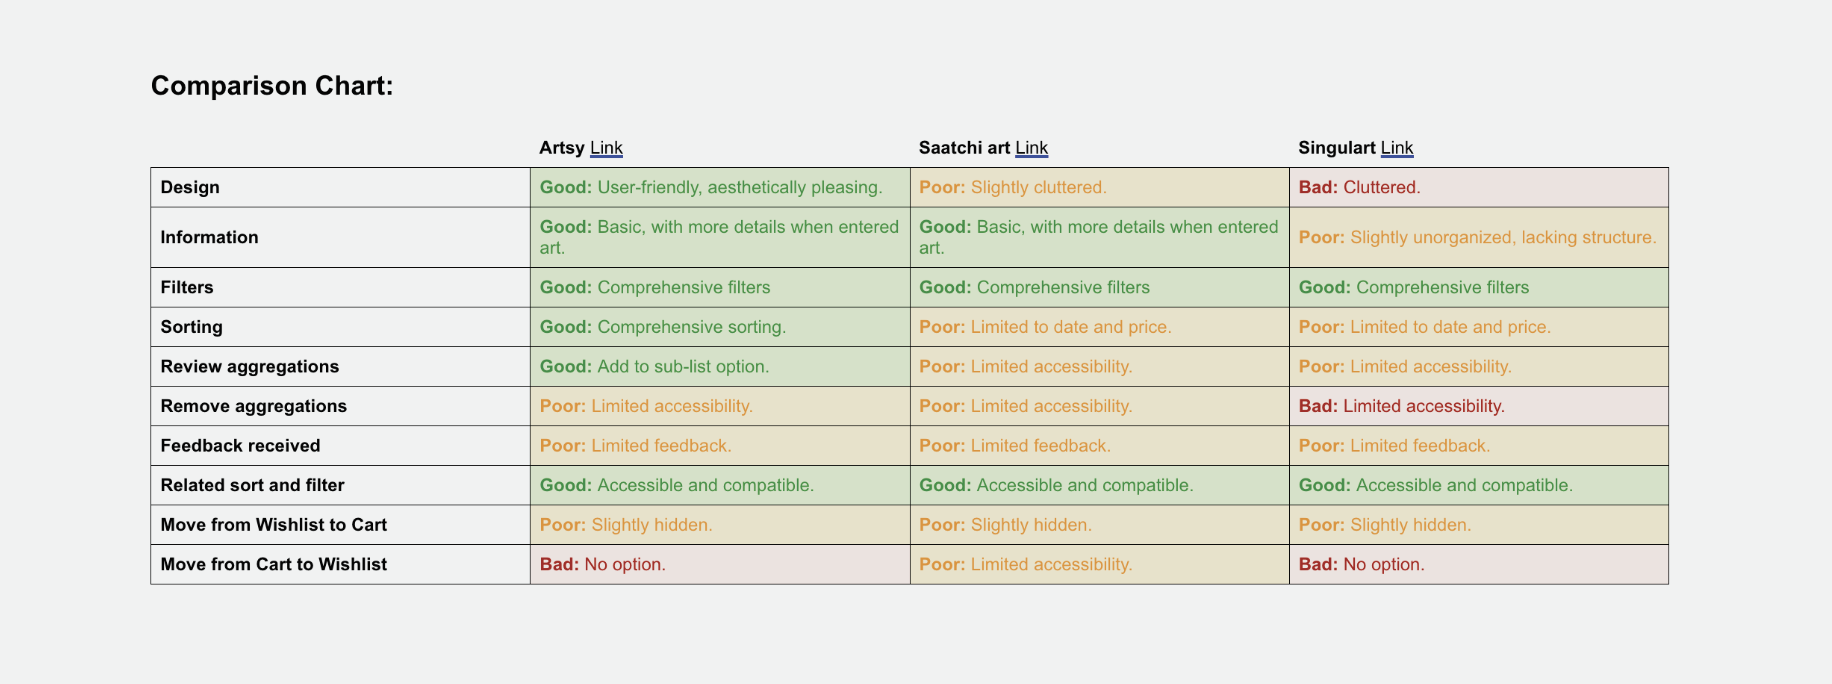 Comparison Chart:
Artsy Link Saatchi art Link Singulart Link
Design Good: User-friendly, aesthetically pleasing. Poor: Slightly cluttered. Bad: Cluttered.
Information Good: Basic, with more details when entered art. Good: Basic, with more details when entered art. Poor: Slightly unorganized, lacking structure.
Filters Good: Comprehensive filters Good: Comprehensive filters Good: Comprehensive filters
Sorting Good: Comprehensive sorting. Poor: Limited to date and price. Poor: Limited to date and price.
Review aggregations Good: Add to sub-list option. Poor: Limited accessibility. Poor: Limited accessibility.
Remove aggregations Poor: Limited accessibility. Poor: Limited accessibility. Bad: Limited accessibility.
Feedback received Poor: Limited feedback. Poor: Limited feedback. Poor: Limited feedback.
Related sort and filter Good: Accessible and compatible. Good: Accessible and compatible. Good: Accessible and compatible.
Move from Wishlist to Cart Poor: Slightly hidden. Poor: Slightly hidden. Poor: Slightly hidden.
Move from Cart to Wishlist Bad: No option. Poor: Limited accessibility. Bad: No option.